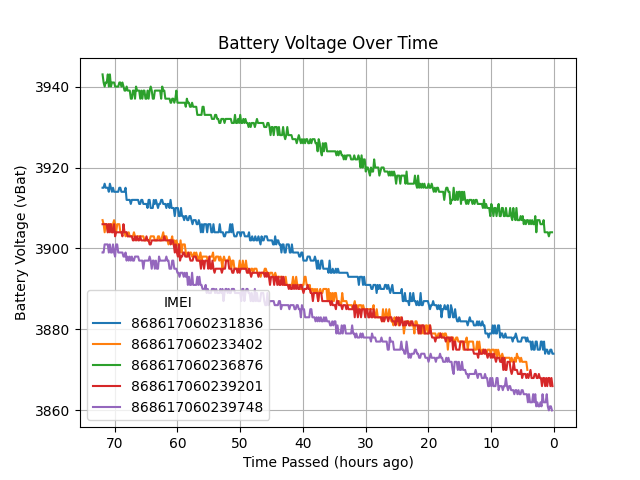 Battery Voltage Over Time
Battery Voltage (vBat)
3940
3920
3900
3880
3860
IMEI
868617060231836
868617060233402
868617060236876
868617060239201
868617060239748
70 60 50 40 30 20 10 0
Time Passed (hours ago)